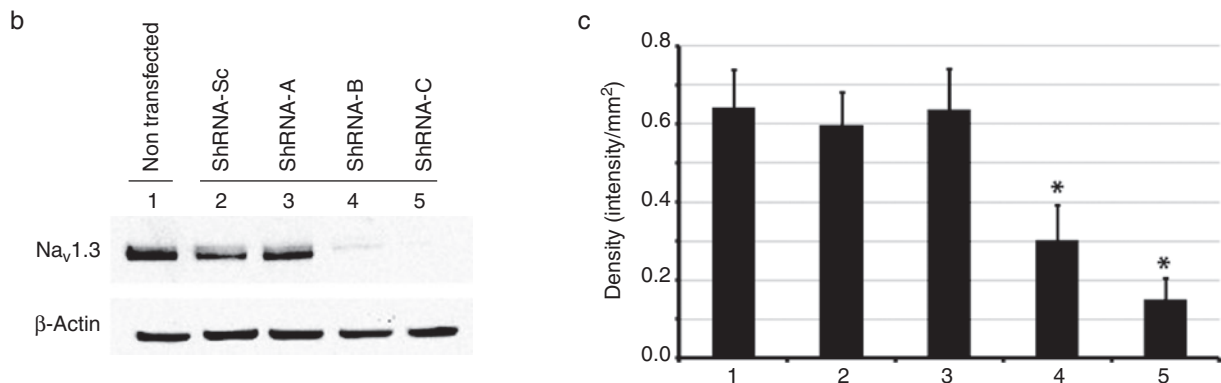 b
Non transfected
ShRNA-Sc
ShRNA-A
ShRNA-B
ShRNA-C
1 2 3 4 5
Nav1.3
β-Actin
c
Density (intensity/mm²)
0.8
0.6
0.4
0.2
0.0
*
*
1 2 3 4 5